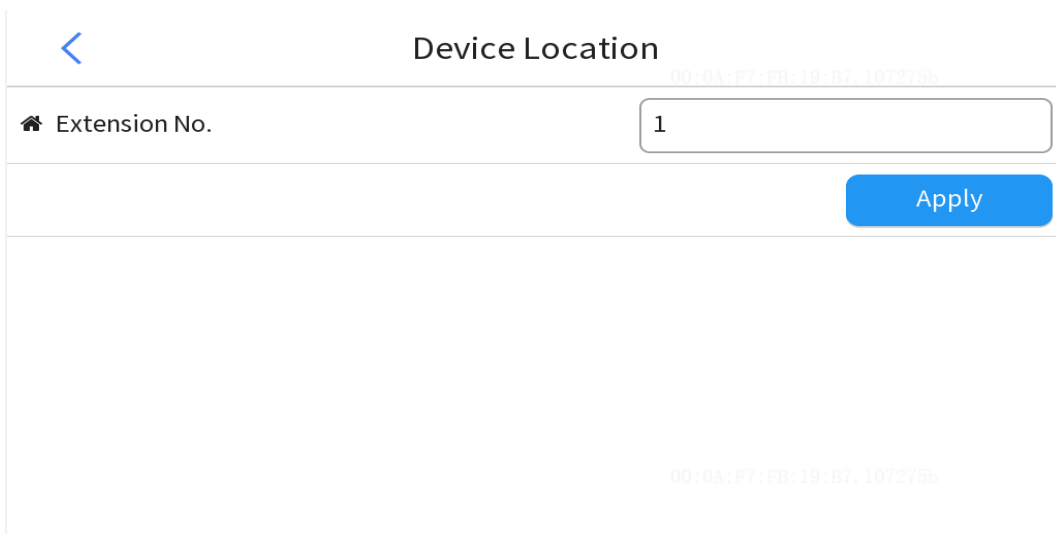 Device Location
00:0A:F7:FB:19:B7, 107275b
Extension No.
1
Apply
00:0A:F7:FB:19:B7, 107275b